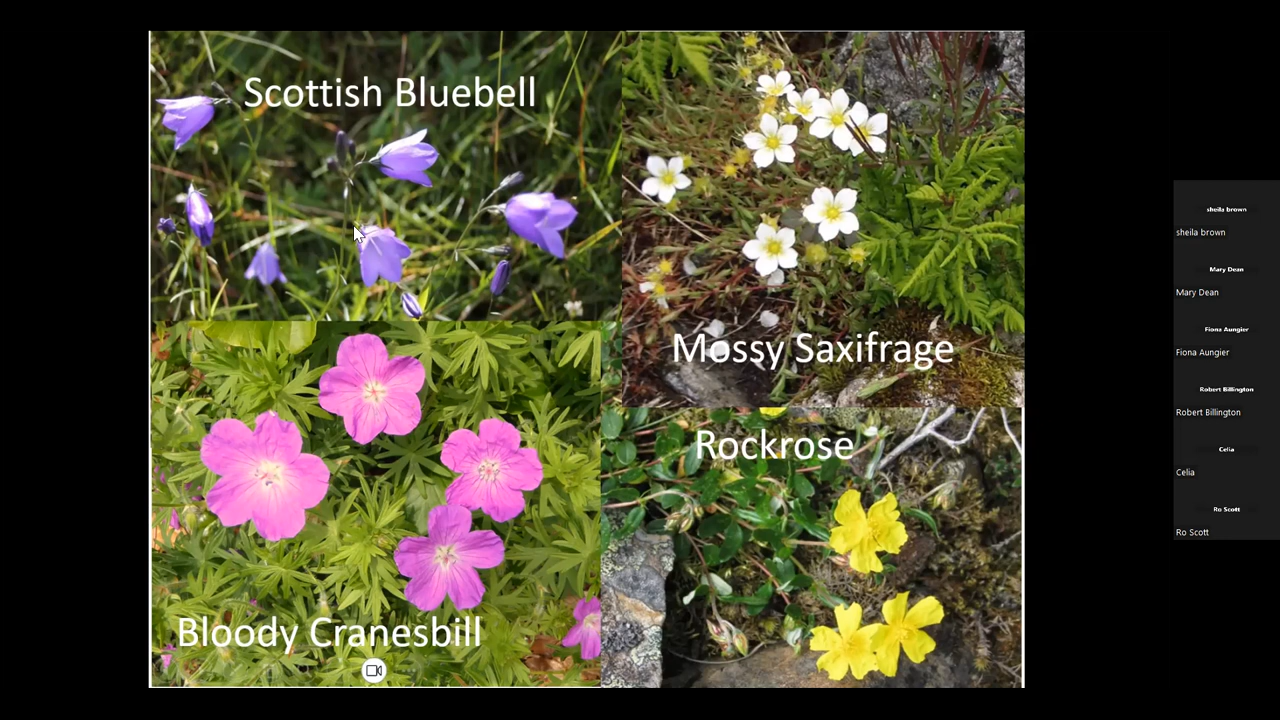 Scottish Bluebell
Mossy Saxifrage
Rockrose
Bloody Cranesbill
sheila brown
sheila brown
Mary Dean
Mary Dean
Fiona Aungier
Fiona Aungier
Robert Billington
Robert Billington
Celia
Celia
Ro Scott
Ro Scott